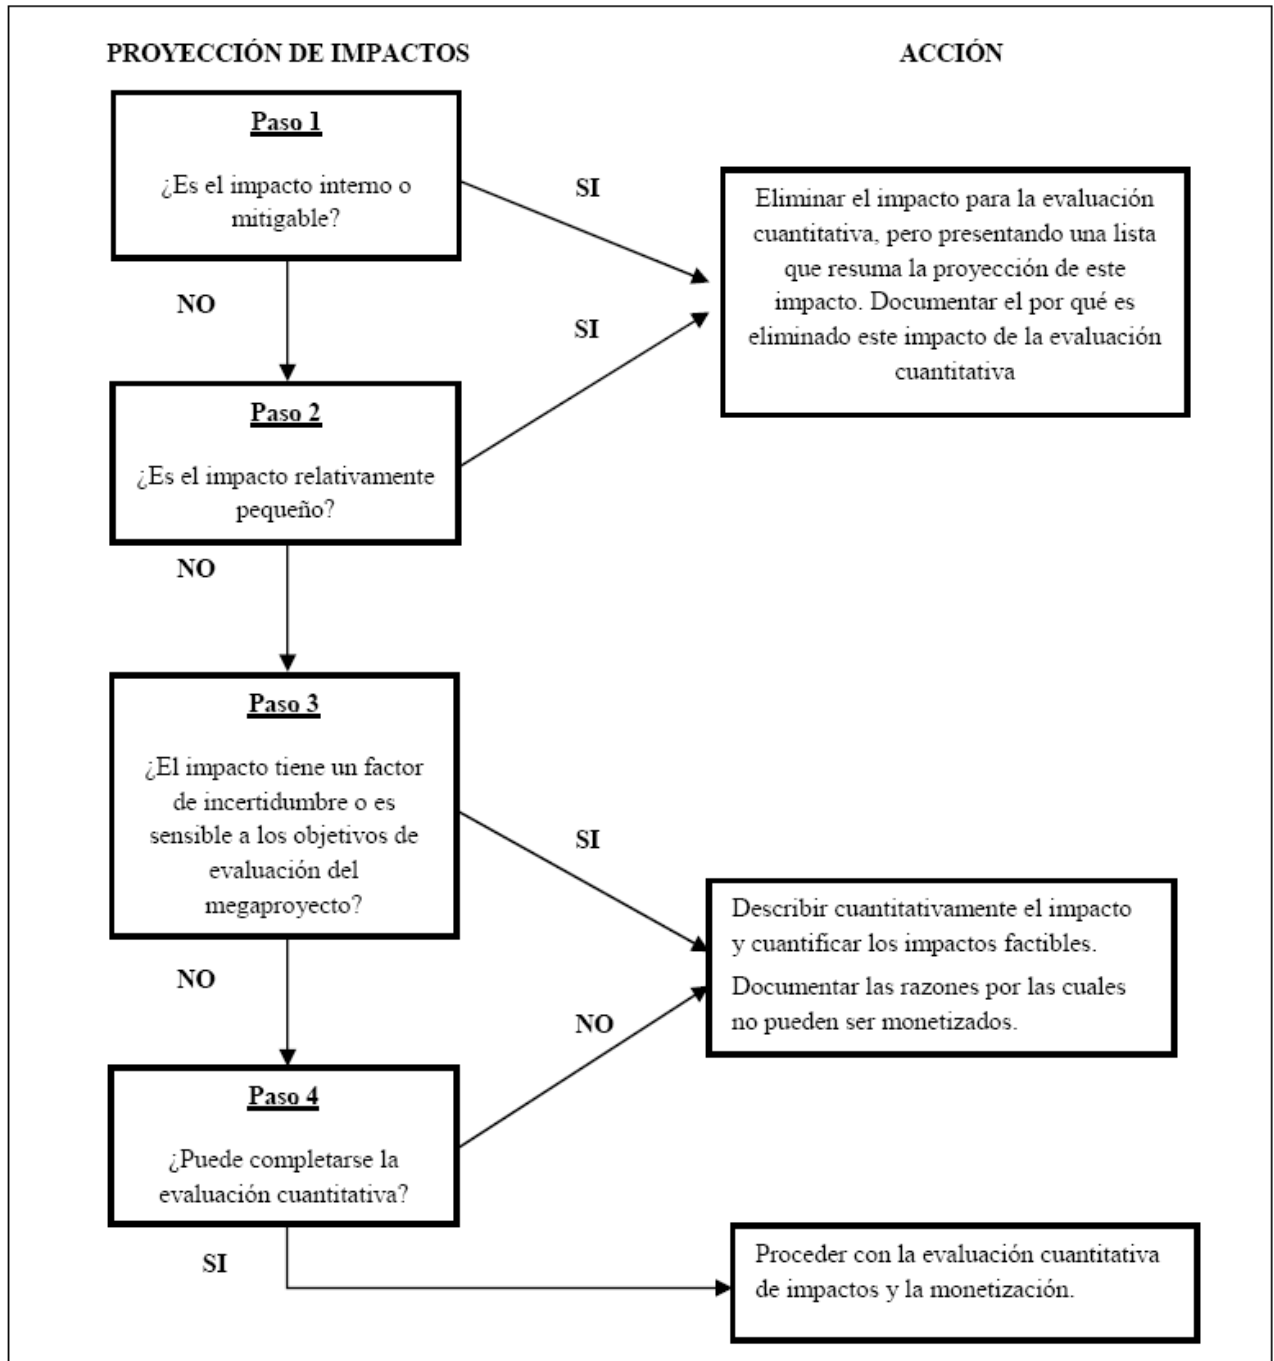 PROYECCIÓN DE IMPACTOS
ACCIÓN
Paso 1
¿Es el impacto interno o
mitigable?
SI
Eliminar el impacto para la evaluación
cuantitativa, pero presentando una lista
que resuma la proyección de este
impacto. Documentar el por qué es
eliminado este impacto de la evaluación
cuantitativa
NO
SI
Paso 2
¿Es el impacto relativamente
pequeño?
NO
Paso 3
¿El impacto tiene un factor
de incertidumbre o es
sensible a los objetivos de
evaluación del
megaproyecto?
SI
Describir cuantitativamente el impacto
y cuantificar los impactos factibles.
Documentar las razones por las cuales
no pueden ser monetizados.
NO
NO
Paso 4
¿Puede completarse la
evaluación cuantitativa?
SI
Proceder con la evaluación cuantitativa
de impactos y la monetización.